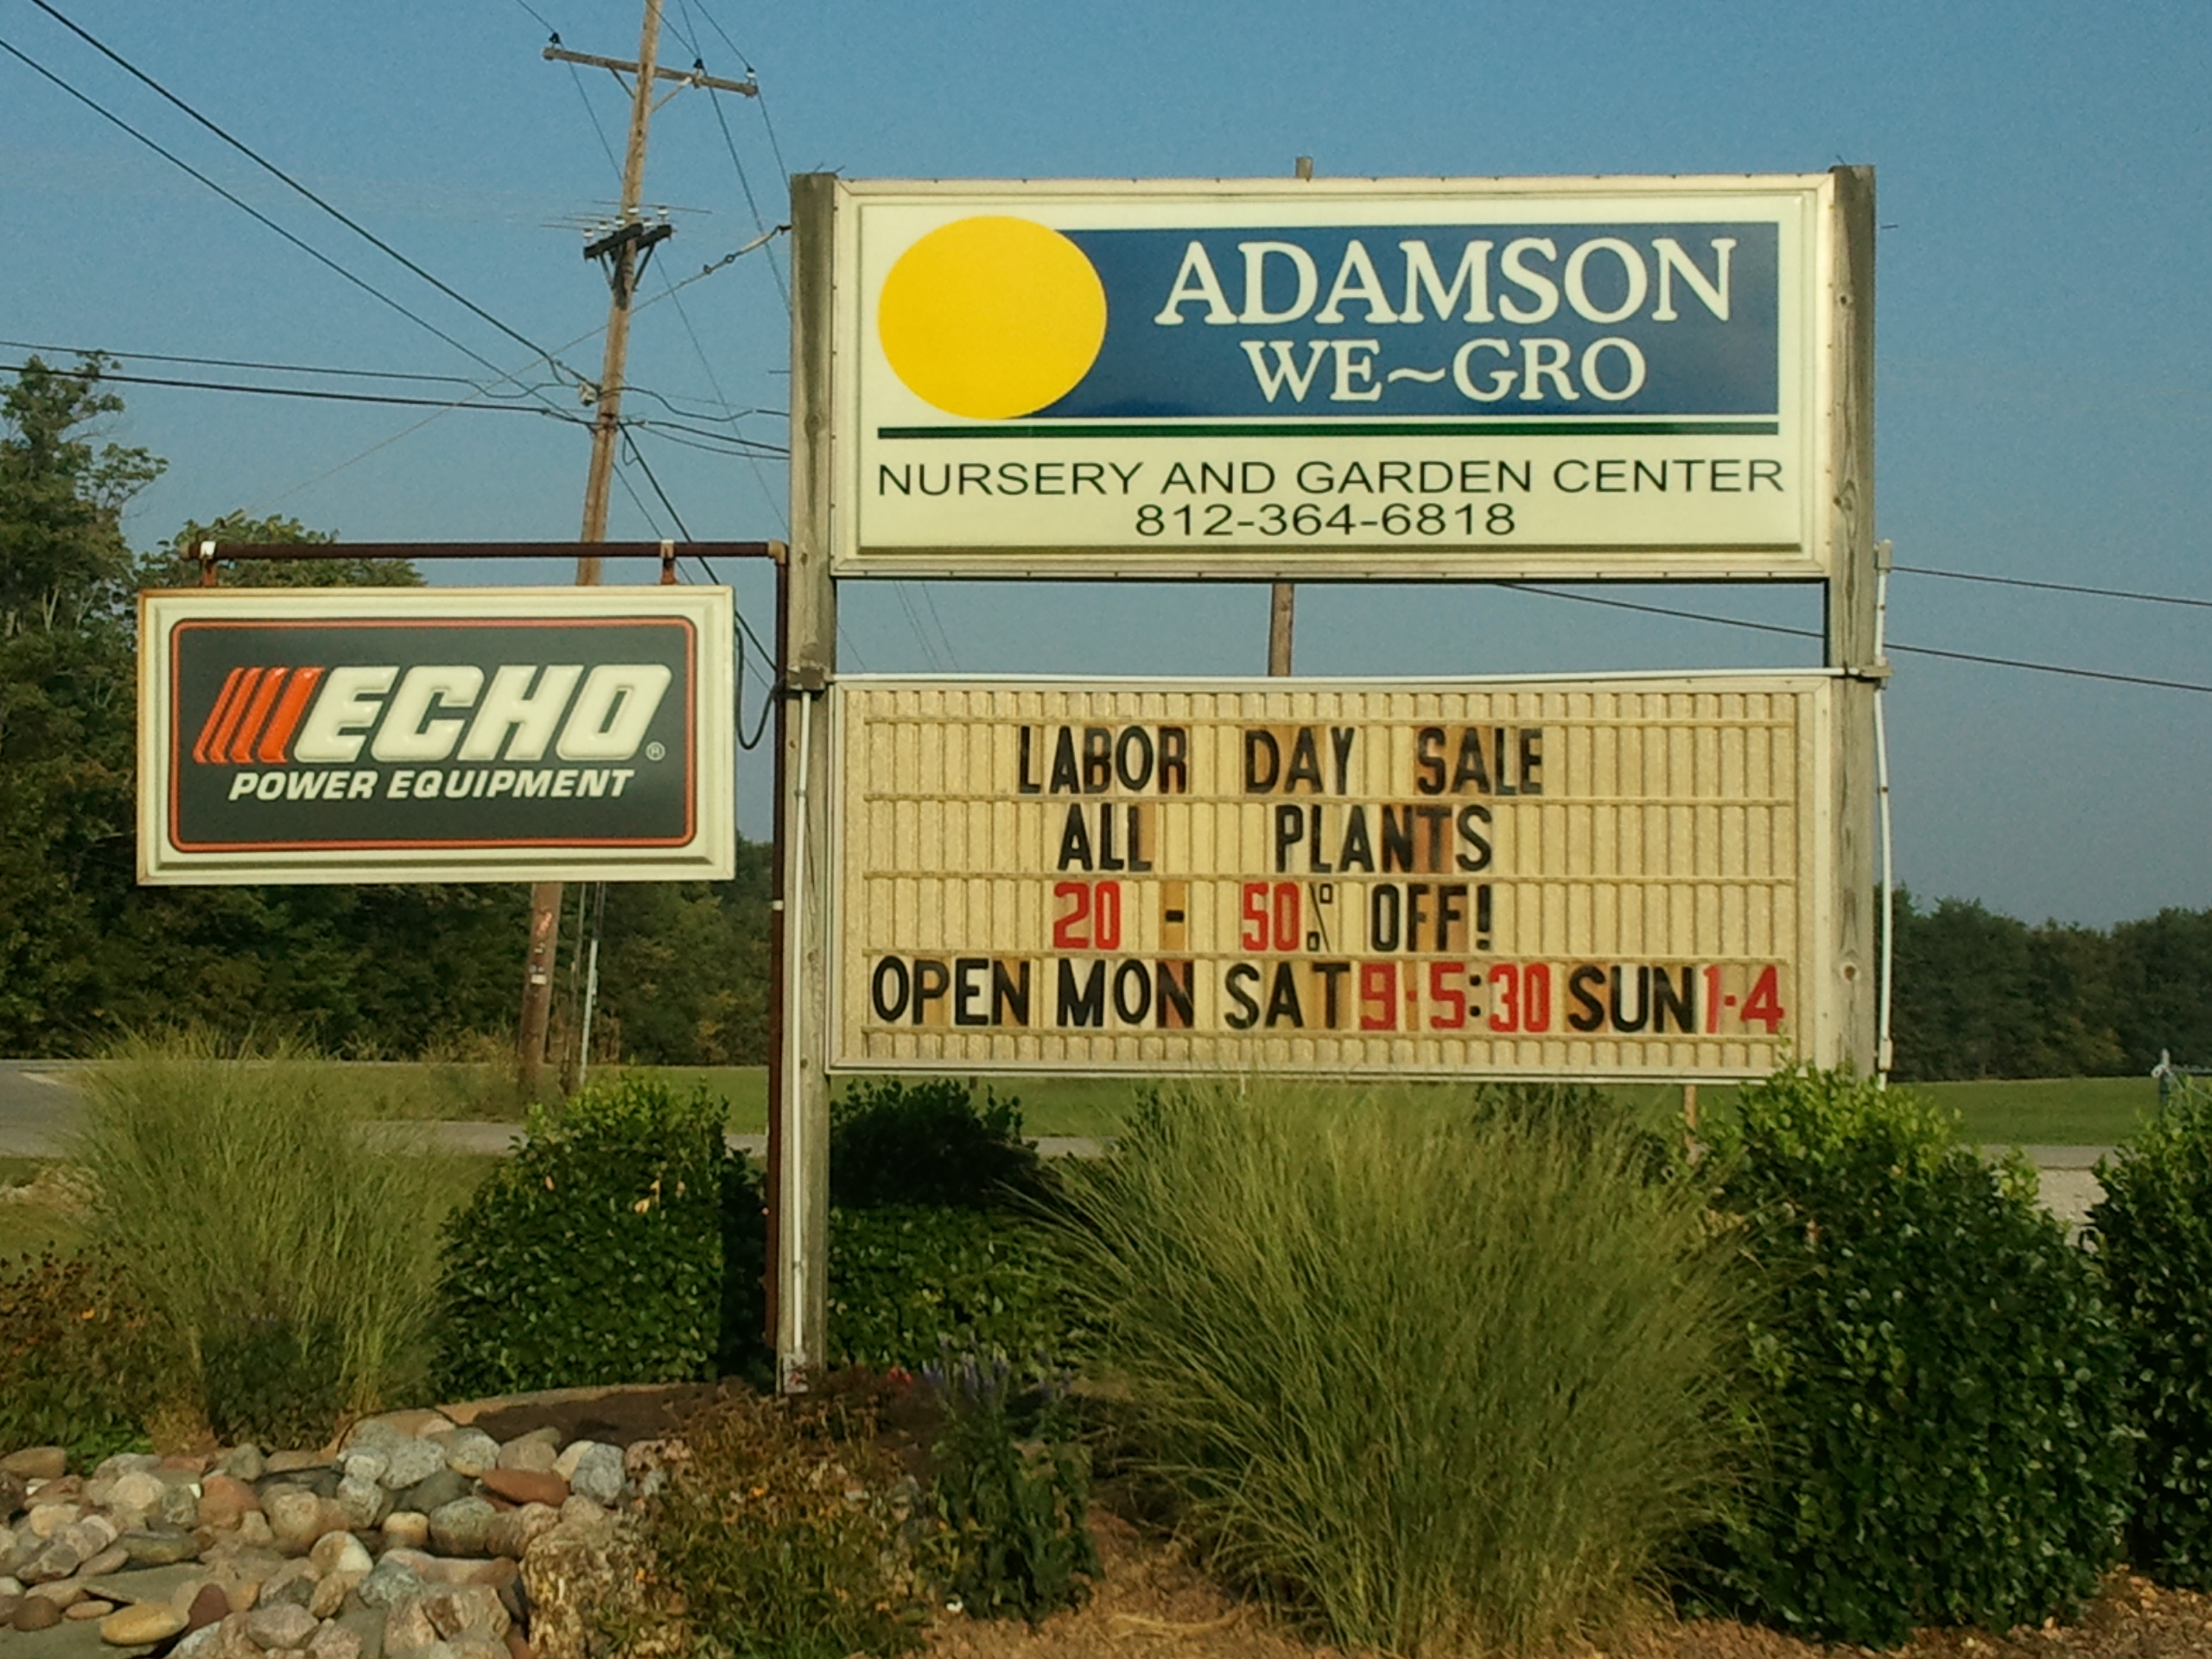 ADAMSON
WE~GRO
NURSERY AND GARDEN CENTER
812-364-6818
ECHO®
POWER EQUIPMENT
LABOR DAY SALE
ALL PLANTS
20 - 50% OFF!
OPEN MON SAT 9-5:30 SUN 1-4